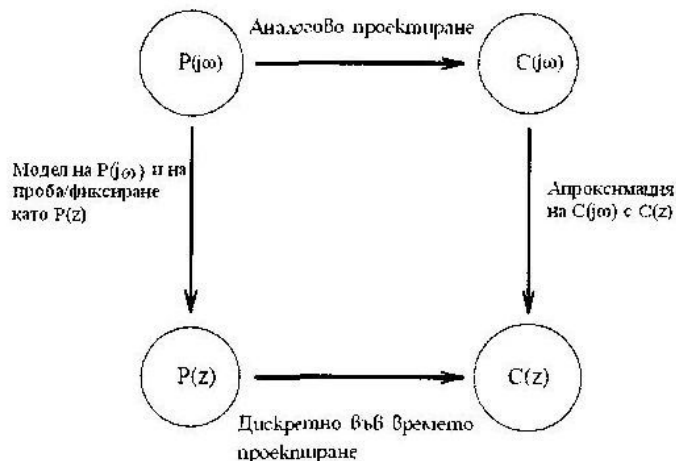 Аналогово проектиране
P(jω)
C(jω)
Модел на P(jω) и на
проба/фиксиране
като P(z)
Апроксимация
на C(jω) с C(z)
P(z)
C(z)
Дискретно във времето
проектиране